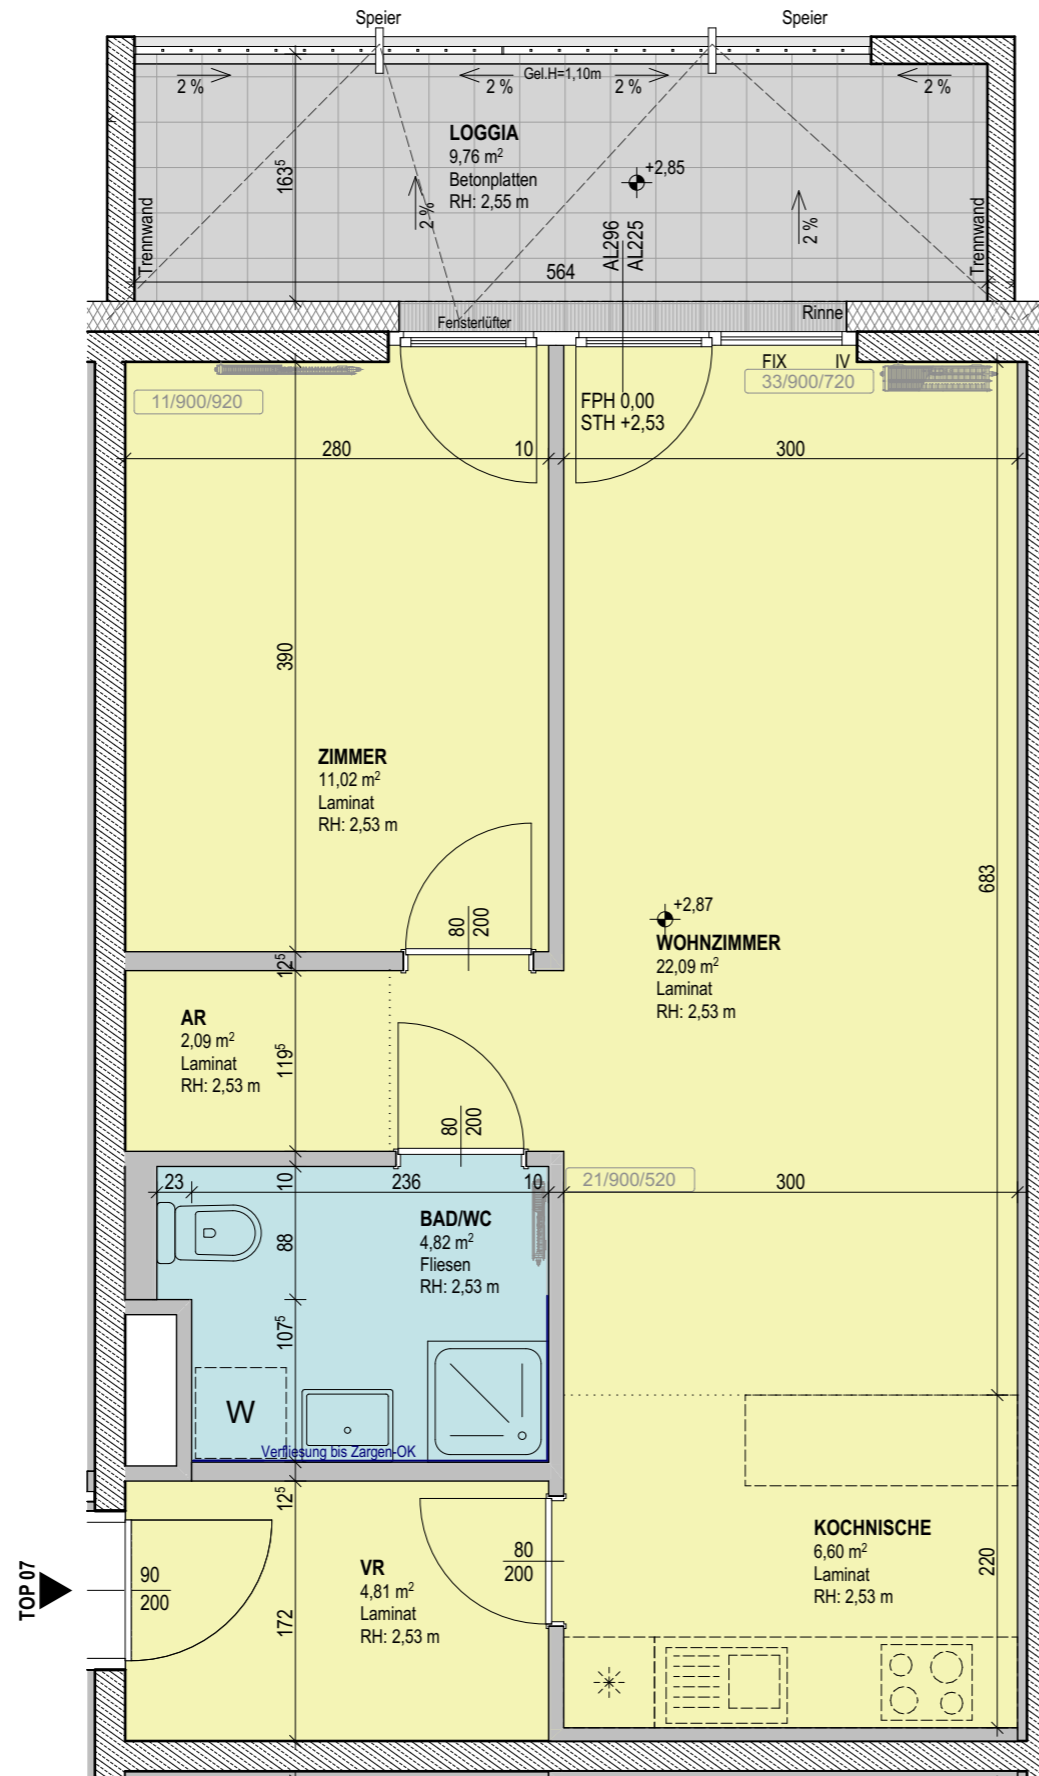 Speier
Speier
2 %
2 %
Gel.H=1,10m
2 %
2 %
LOGGIA
9,76 m²
Betonplatten
RH: 2,55 m
+2,85
163⁵
2 %
2 %
Trennwand
Trennwand
AL296
AL225
564
Fensterlüfter
Rinne
FIX IV
11/900/920
33/900/720
FPH 0,00
STH +2,53
280
10
300
390
ZIMMER
11,02 m²
Laminat
RH: 2,53 m
683
80
200
+2,87
WOHNZIMMER
22,09 m²
Laminat
RH: 2,53 m
12⁵
AR
2,09 m²
Laminat
RH: 2,53 m
119⁵
80
200
23
10
236
10
21/900/520
300
BAD/WC
4,82 m²
Fliesen
RH: 2,53 m
88
107⁵
W
Verfliesung bis Zargen-OK
12⁵
KOCHNISCHE
6,60 m²
Laminat
RH: 2,53 m
220
TOP 07
90
200
VR
4,81 m²
Laminat
RH: 2,53 m
80
200
172